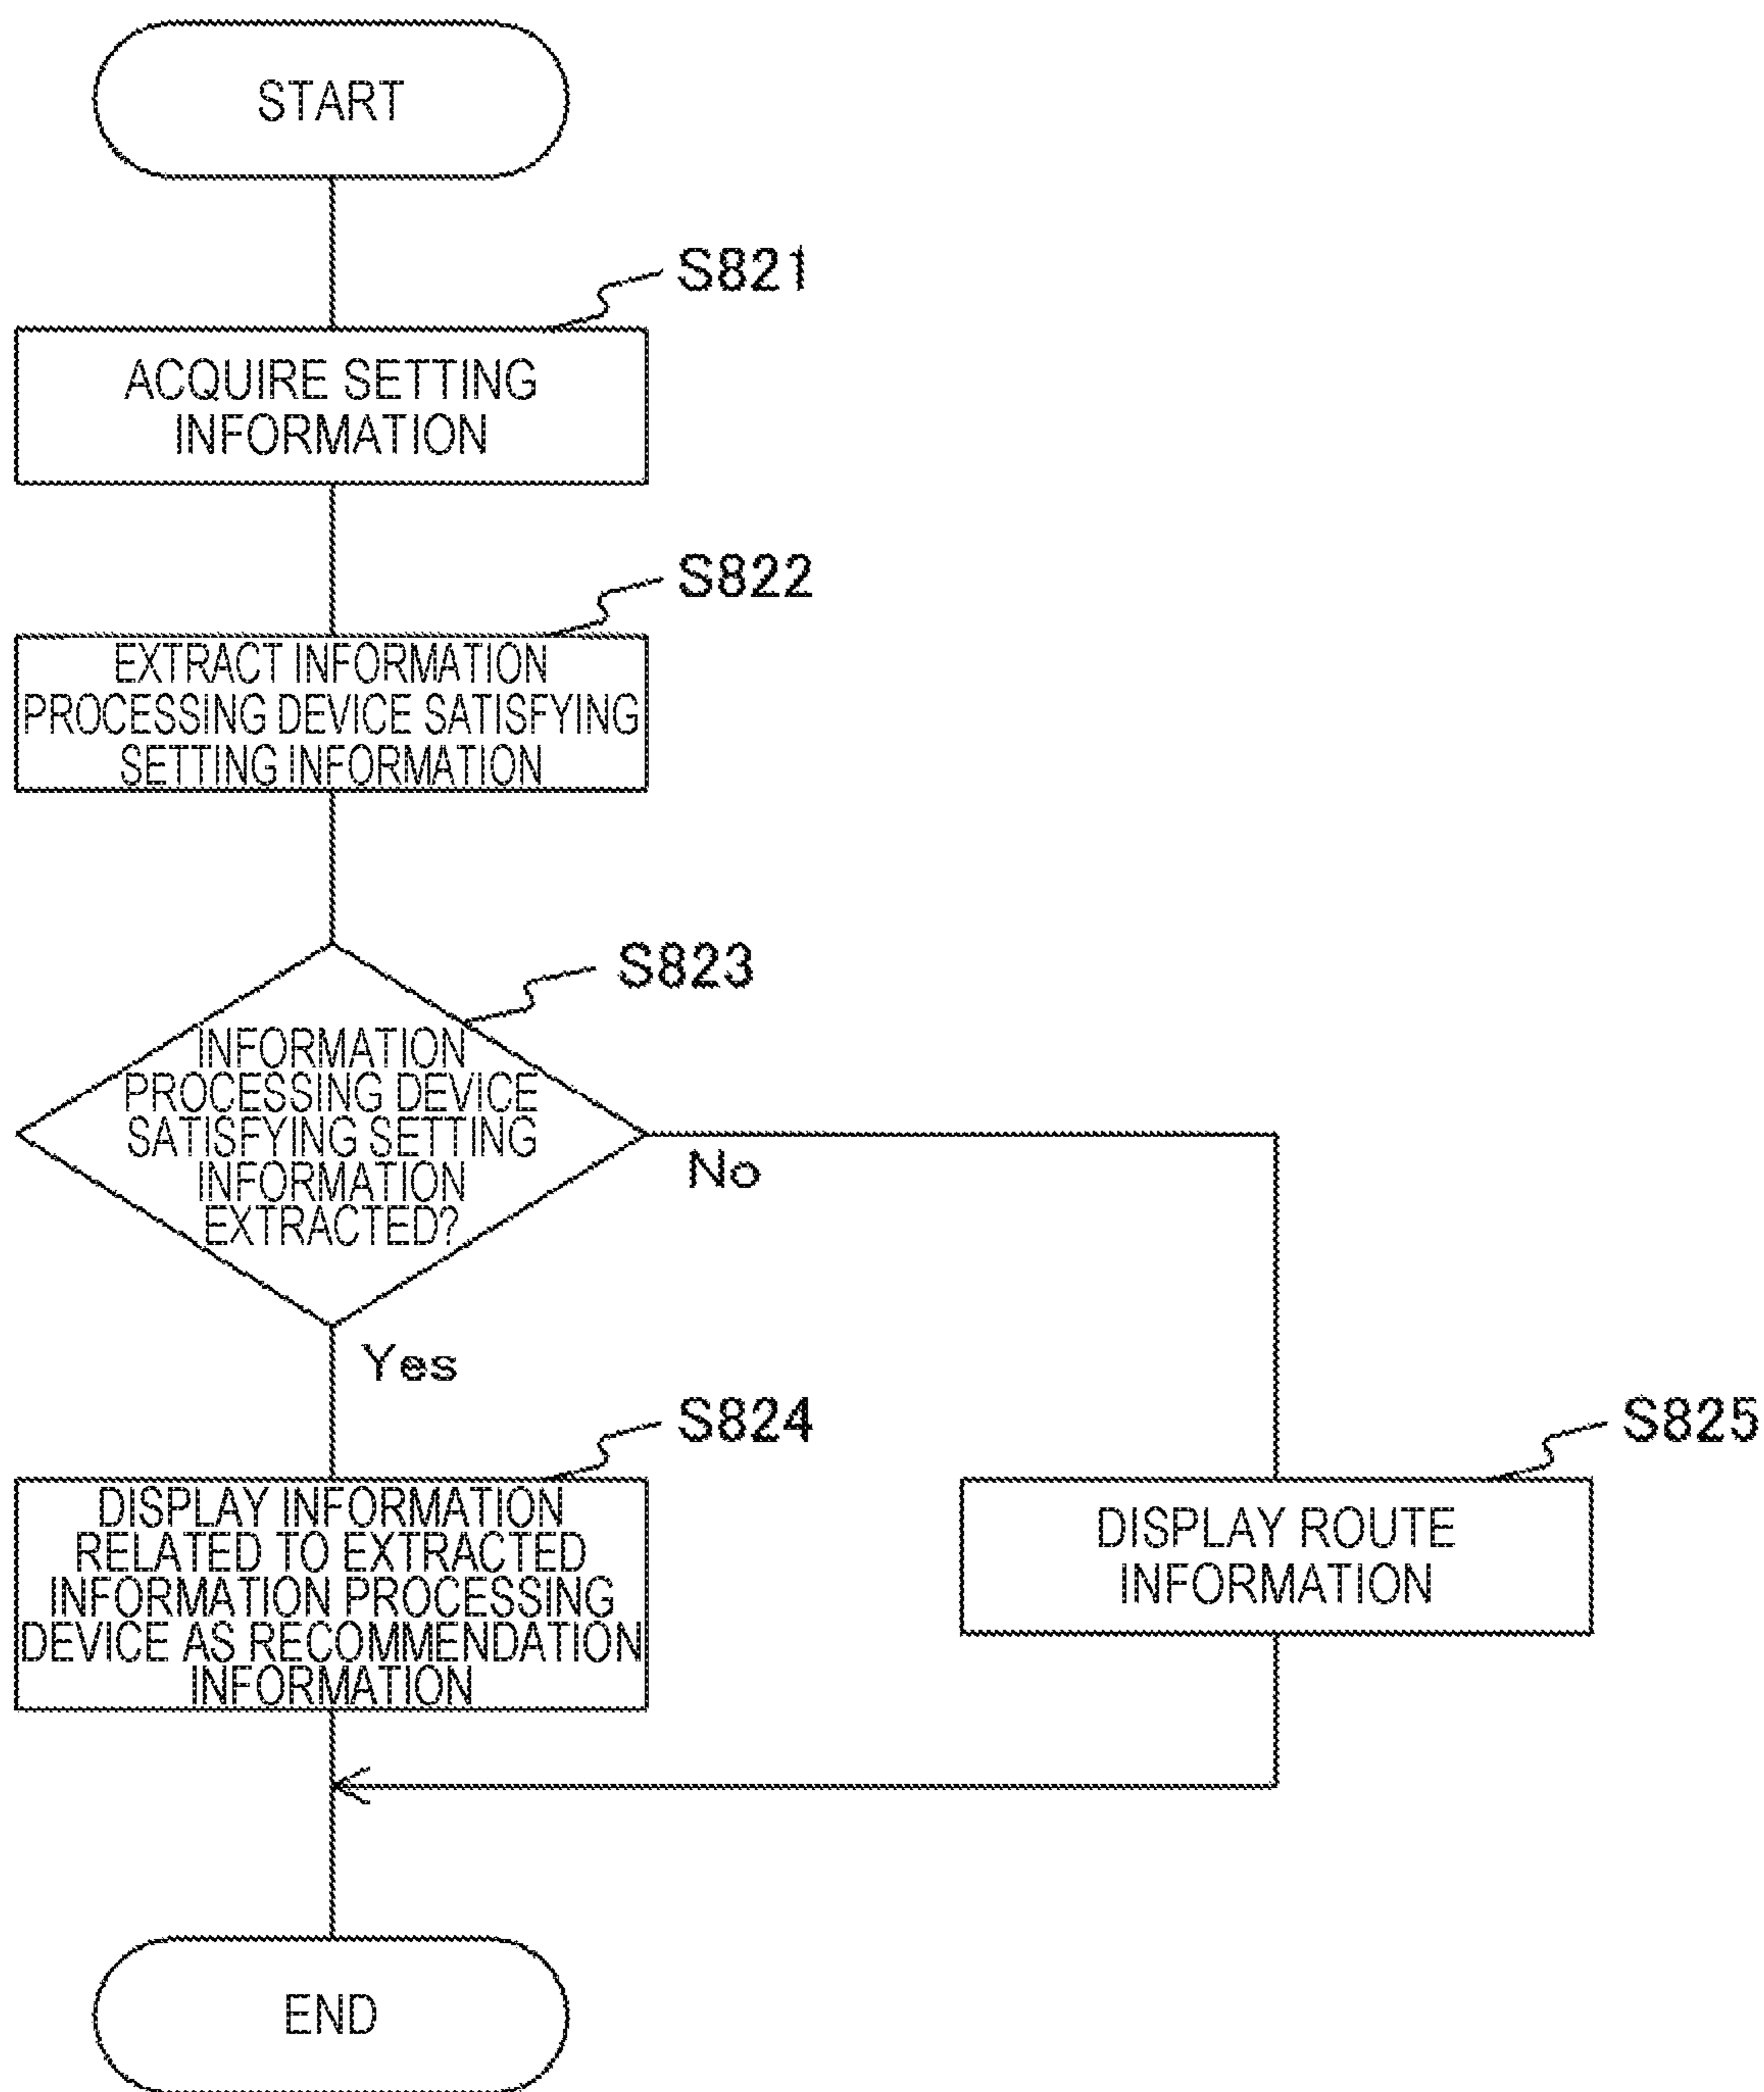 START
S821
ACQUIRE SETTING
INFORMATION
S822
EXTRACT INFORMATION
PROCESSING DEVICE SATISFYING
SETTING INFORMATION
S823
INFORMATION
PROCESSING DEVICE
SATISFYING SETTING
INFORMATION
EXTRACTED?
No
Yes
S824
DISPLAY INFORMATION
RELATED TO EXTRACTED
INFORMATION PROCESSING
DEVICE AS RECOMMENDATION
INFORMATION
S825
DISPLAY ROUTE
INFORMATION
END